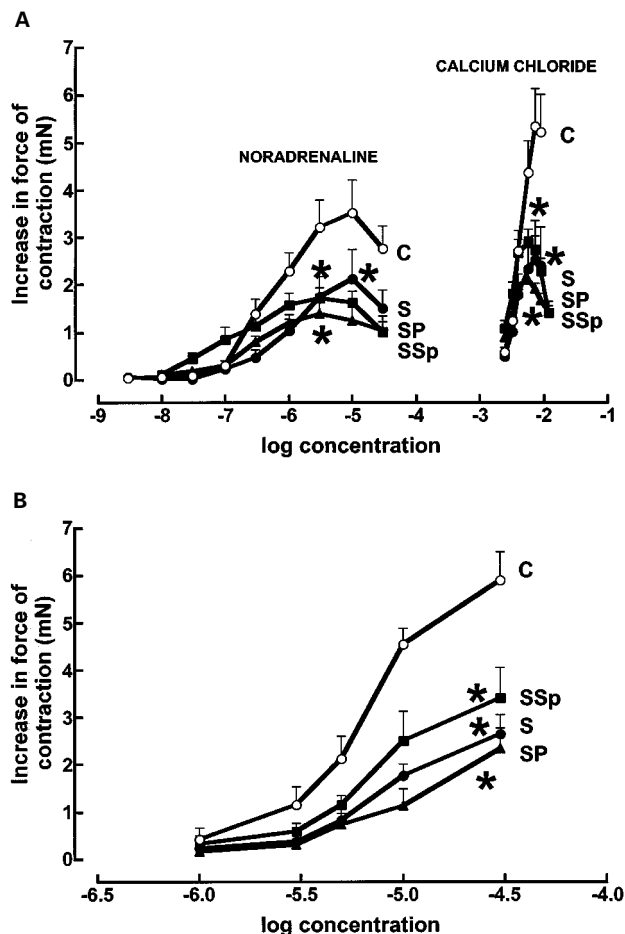 A
7
6
5
4
3
2
1
0
Increase in force of
contraction (mN)
NORADRENALINE
CALCIUM CHLORIDE
C
*
*
S
SP
SSp
*
C
*
*
S
SP
SSp
*
-9 -8 -7 -6 -5 -4 -3 -2 -1
log concentration
B
7
6
5
4
3
2
1
0
Increase in force of
contraction (mN)
C
* SSp
* S
SP
*
-6.5 -6.0 -5.5 -5.0 -4.5 -4.0
log concentration